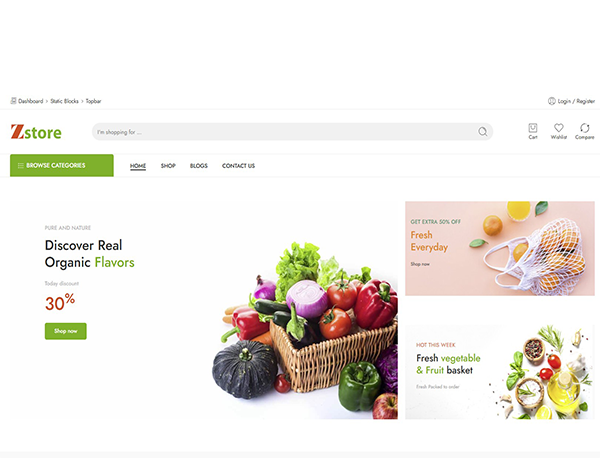 Dashboard > Static Blocks > Topbar
Login / Register
Zstore
I'm shopping for ...
Cart
Wishlist
Compare
BROWSE CATEGORIES
HOME
SHOP
BLOGS
CONTACT US
PURE AND NATURE
Discover Real
Organic Flavors
Today discount
30%
Shop now
GET EXTRA 50% OFF
Fresh
Everyday
Shop now
HOT THIS WEEK
Fresh vegetable
& Fruit basket
Fresh Packed to order